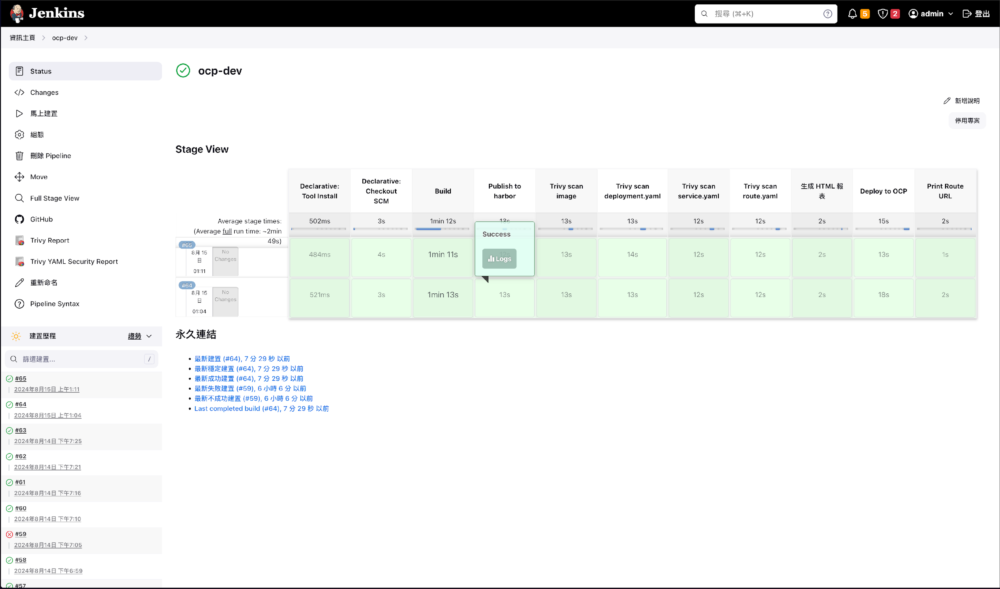 Jenkins
搜尋 (⌘+K)
5
2
admin
登出
資訊主頁
ocp-dev
Status
Changes
馬上建置
組態
刪除 Pipeline
Move
Full Stage View
GitHub
Trivy Report
Trivy YAML Security Report
重新命名
Pipeline Syntax
建置歷程
趨勢
篩選建置...
/
#65
2024年8月15日 上午1:11
#64
2024年8月15日 上午1:04
#63
2024年8月14日 下午7:25
#62
2024年8月14日 下午7:21
#61
2024年8月14日 下午7:16
#60
2024年8月14日 下午7:10
#59
2024年8月14日 下午7:05
#58
2024年8月14日 下午6:59
#57
ocp-dev
新增說明
停用專案
Stage View
Declarative:
Tool Install
Declarative:
Checkout
SCM
Build
Publish to
harbor
Trivy scan
image
Trivy scan
deployment.yaml
Trivy scan
service.yaml
Trivy scan
route.yaml
生成 HTML 報
表
Deploy to OCP
Print Route
URL
Average stage times:
(Average full run time: ~2min
49s)
502ms
3s
1min 12s
13s
13s
13s
12s
12s
2s
15s
2s
#65
8月 15
日
01:11
No
Changes
484ms
4s
1min 11s
Success
12s
Logs
13s
14s
12s
12s
2s
13s
1s
#64
8月 15
日
01:04
No
Changes
521ms
3s
1min 13s
13s
13s
13s
12s
12s
2s
18s
2s
永久連結
最新建置 (#64), 7 分 29 秒 以前
最新穩定建置 (#64), 7 分 29 秒 以前
最新成功建置 (#64), 7 分 29 秒 以前
最新失敗建置 (#59), 6 小時 6 分 以前
最新不成功建置 (#59), 6 小時 6 分 以前
Last completed build (#64), 7 分 29 秒 以前